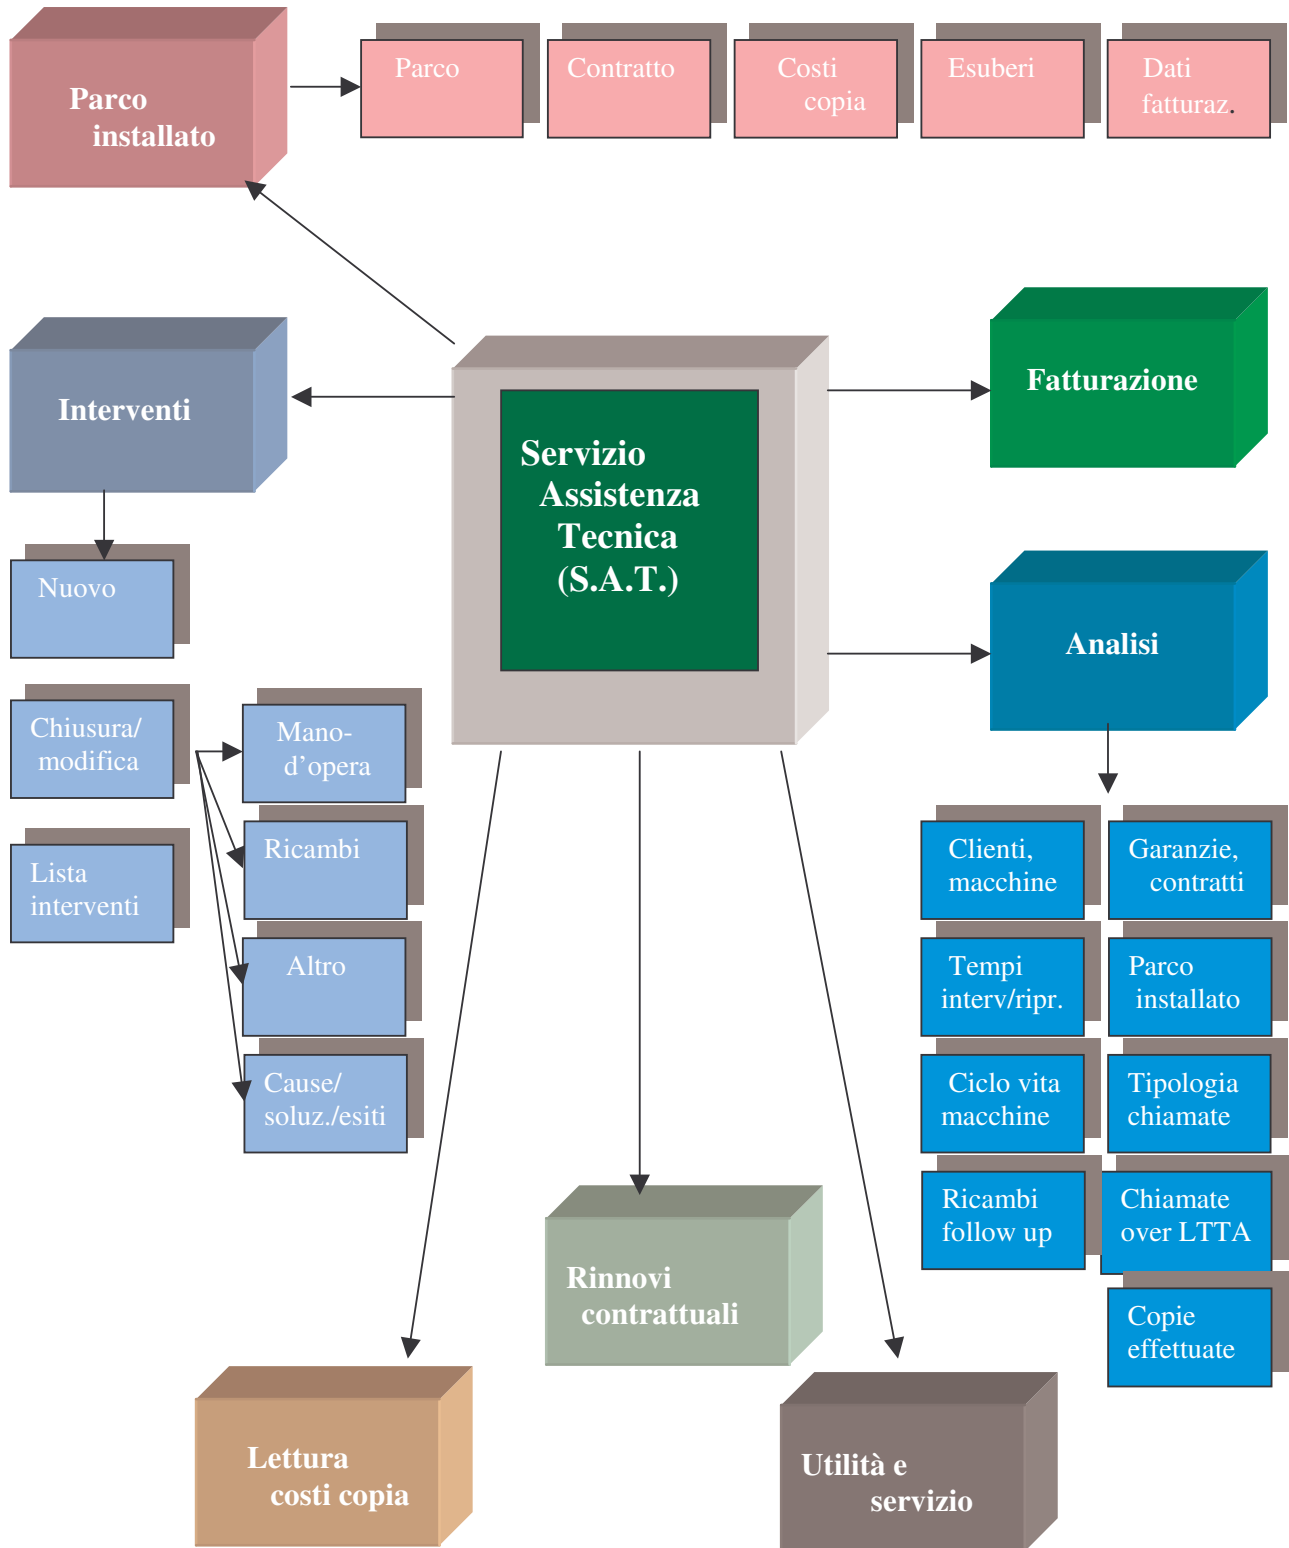 Parco
installato
Parco
Contratto
Costi
copia
Esuberi
Dati
fatturaz.
Interventi
Servizio
Assistenza
Tecnica
(S.A.T.)
Fatturazione
Nuovo
Chiusura/
modifica
Lista
interventi
Mano-
d’opera
Ricambi
Altro
Cause/
soluz./esiti
Analisi
Clienti,
macchine
Garanzie,
contratti
Tempi
interv/ripr.
Parco
installato
Ciclo vita
macchine
Tipologia
chiamate
Ricambi
follow up
Chiamate
over LTTA
Copie
effettuate
Rinnovi
contrattuali
Lettura
costi copia
Utilità e
servizio